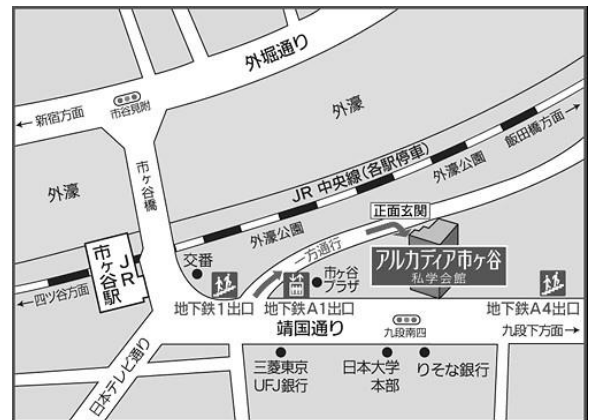 外堀通り
←新宿方面
市谷見附
外濠
飯田橋方面→
外濠
市ヶ谷橋
JR 中央線(各駅停車)
外濠公園
正面玄関
外濠公園
一方通行
アルカディア市ヶ谷
私学会館
JR
市ヶ谷駅
交番
市ヶ谷
プラザ
←四ツ谷方面
地下鉄1出口
地下鉄A1出口
地下鉄A4出口
靖国通り
九段南四
九段下方面→
日本テレビ通り
三菱東京
UFJ銀行
日本大学
本部
りそな銀行